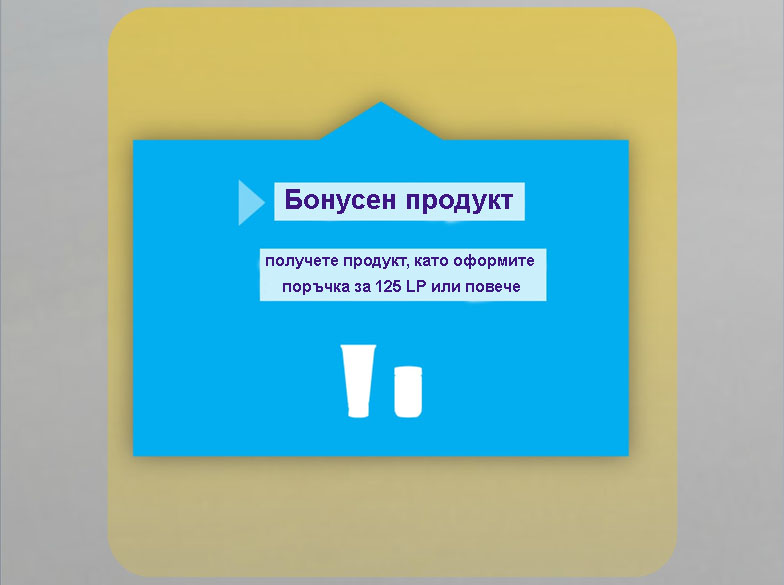 Бонусен продукт
получете продукт, като оформите
поръчка за 125 LP или повече